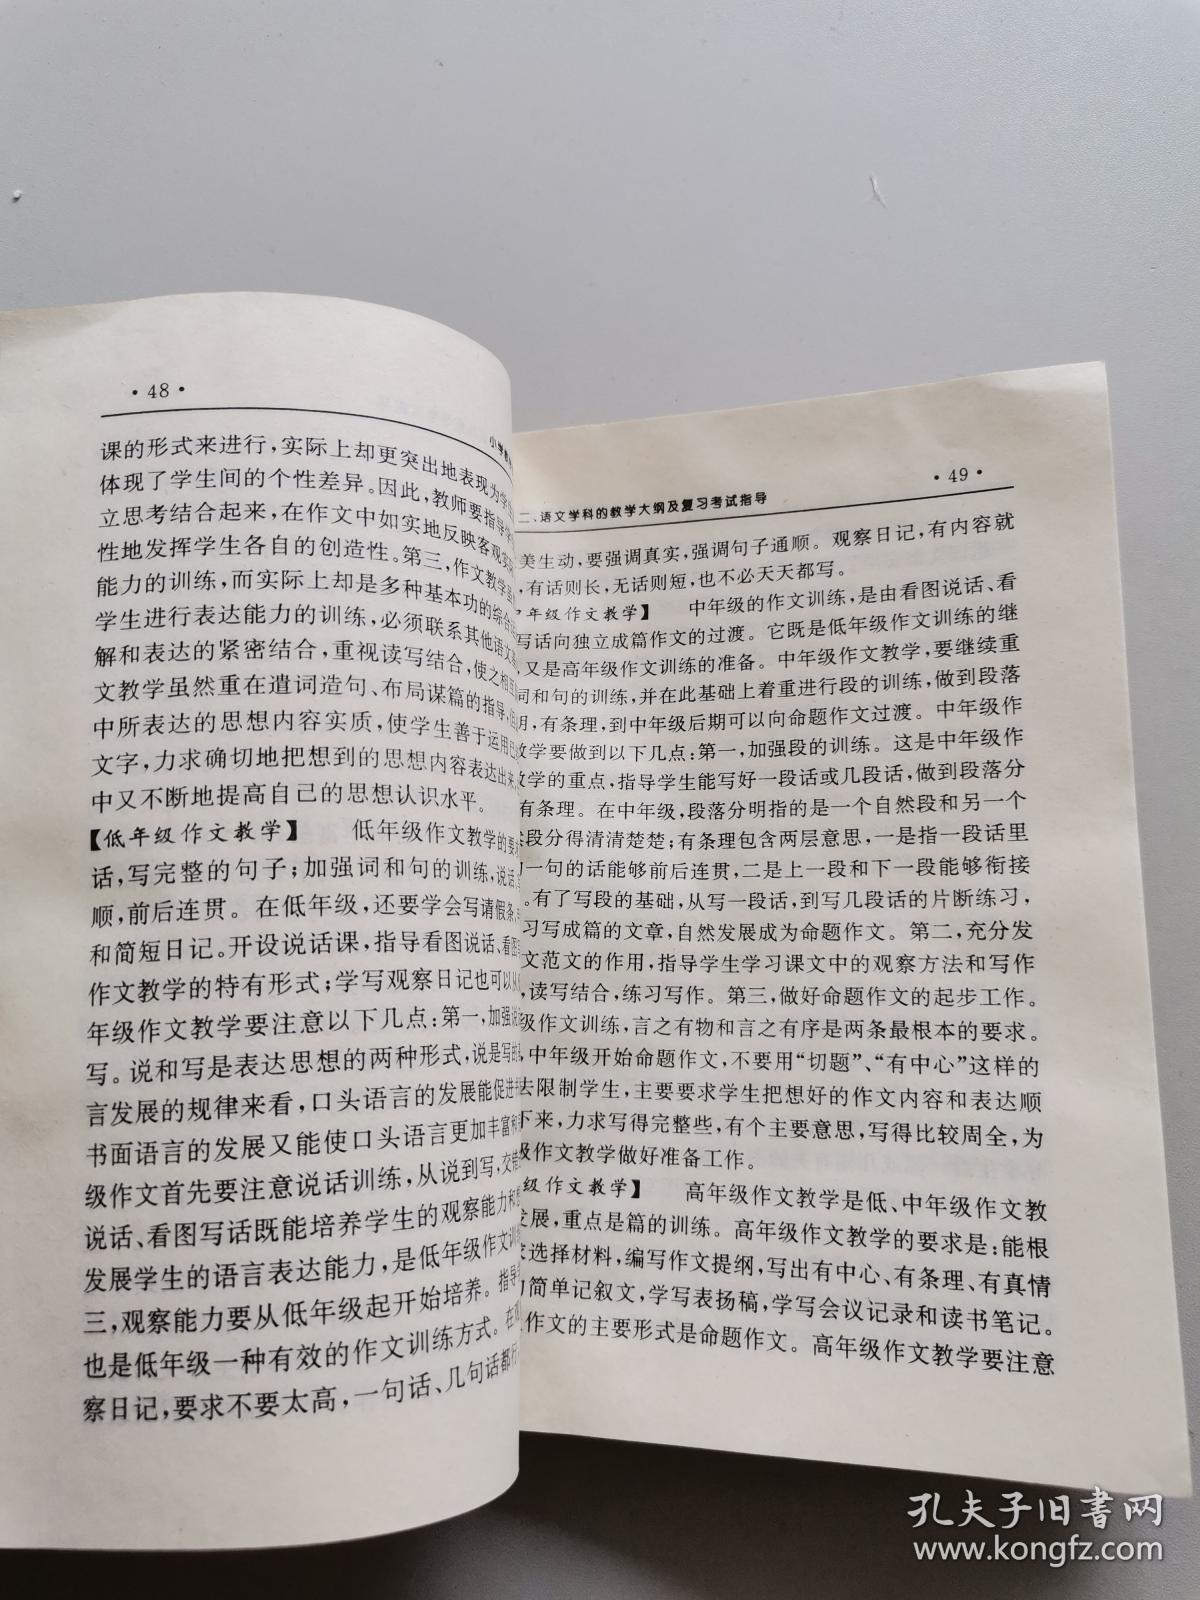 · 48 ·
小学教
课的形式来进行，实际上却更突出地表现为学
体现了学生间的个性差异。因此，教师要指导学
立思考结合起来，在作文中如实地反映客观实
性地发挥学生各自的创造性。第三，作文教学虽
能力的训练，而实际上却是多种基本功的综合
学生进行表达能力的训练，必须联系其他语文
解和表达的紧密结合，重视读写结合，使之相互
文教学虽然重在遣词造句、布局谋篇的指导，但
中所表达的思想内容实质，使学生善于运用
文字，力求确切地把想到的思想内容表达出来，
中又不断地提高自己的思想认识水平。
【低年级作文教学】 低年级作文教学的要
话，写完整的句子；加强词和句的训练，说话
顺，前后连贯。在低年级，还要学会写请假条、
和简短日记。开设说话课，指导看图说话、看图
作文教学的特有形式；学写观察日记也可以从
年级作文教学要注意以下几点：第一，加强说
写。说和写是表达思想的两种形式，说是写的
言发展的规律来看，口头语言的发展能促进
书面语言的发展又能使口头语言更加丰富和
级作文首先要注意说话训练，从说到写，交错
说话、看图写话既能培养学生的观察能力和
发展学生的语言表达能力，是低年级作文训
三，观察能力要从低年级起开始培养。指导
也是低年级一种有效的作文训练方式。在
察日记，要求不要太高，一句话、几句话都行，
二、语文学科的教学大纲及复习考试指导
· 49 ·
美生动，要强调真实，强调句子通顺。观察日记，有内容就
，有话则长，无话则短，也不必天天都写。
年级作文教学】 中年级的作文训练，是由看图说话、看
写话向独立成篇作文的过渡。它既是低年级作文训练的继
，又是高年级作文训练的准备。中年级作文教学，要继续重
词和句的训练，并在此基础上着重进行段的训练，做到段落
明，有条理，到中年级后期可以向命题作文过渡。中年级作
教学要做到以下几点：第一，加强段的训练。这是中年级作
教学的重点，指导学生能写好一段话或几段话，做到段落分
有条理。在中年级，段落分明指的是一个自然段和另一个
段分得清清楚楚；有条理包含两层意思，一是指一段话里
一句的话能够前后连贯，二是上一段和下一段能够衔接
。有了写段的基础，从写一段话，到写几段话的片断练习，
习写成篇的文章，自然发展成为命题作文。第二，充分发
文范文的作用，指导学生学习课文中的观察方法和写作
，读写结合，练习写作。第三，做好命题作文的起步工作。
级作文训练，言之有物和言之有序是两条最根本的要求。
，中年级开始命题作文，不要用“切题”、“有中心”这样的
去限制学生，主要要求学生把想好的作文内容和表达顺
下来，力求写得完整些，有个主要意思，写得比较周全，为
级作文教学做好准备工作。
级作文教学】 高年级作文教学是低、中年级作文教
发展，重点是篇的训练。高年级作文教学的要求是：能根
选择材料，编写作文提纲，写出有中心、有条理、有真情
简单记叙文，学写表扬稿，学写会议记录和读书笔记。
作文的主要形式是命题作文。高年级作文教学要注意
孔夫子旧书网
www.kongfz.com